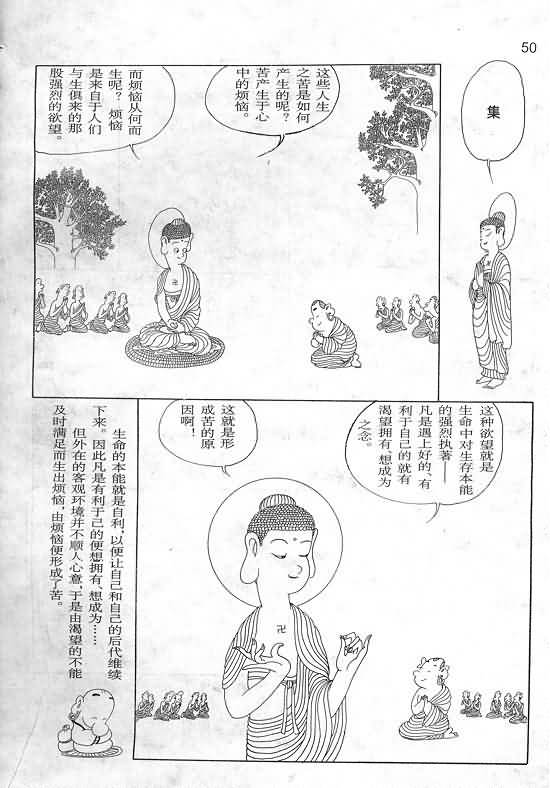 50
集
这些人生
之苦是如何
产生的呢？
苦产生于心
中的烦恼。
而烦恼从何而
生呢？烦恼
是来自于人们
与生俱来的那
股强烈的欲望。
这种欲望就是
生命中对生存本能
的强烈执著——
凡是遇上好的、有
利于自己的就有
渴望拥有、想成为
之念。
这就是形
成苦的原
因啊！
生命的本能就是自利，以便让自己和自己的后代继续
下来。因此凡是有利于己的便想拥有、想成为……
但外在的客观环境并不顺人心意，于是由渴望的不能
及时满足而生出烦恼，由烦恼便形成了苦。